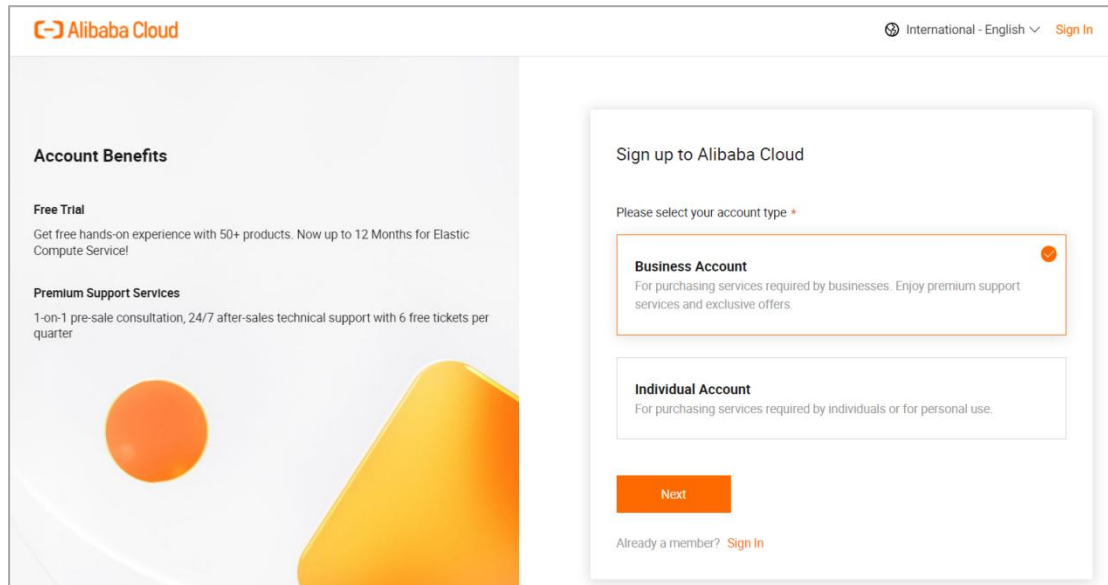 Alibaba Cloud
International - English
Sign In
Account Benefits
Free Trial
Get free hands-on experience with 50+ products. Now up to 12 Months for Elastic
Compute Service!
Premium Support Services
1-on-1 pre-sale consultation, 24/7 after-sales technical support with 6 free tickets per
quarter
Sign up to Alibaba Cloud
Please select your account type *
Business Account
For purchasing services required by businesses. Enjoy premium support
services and exclusive offers.
Individual Account
For purchasing services required by individuals or for personal use.
Next
Already a member? Sign In